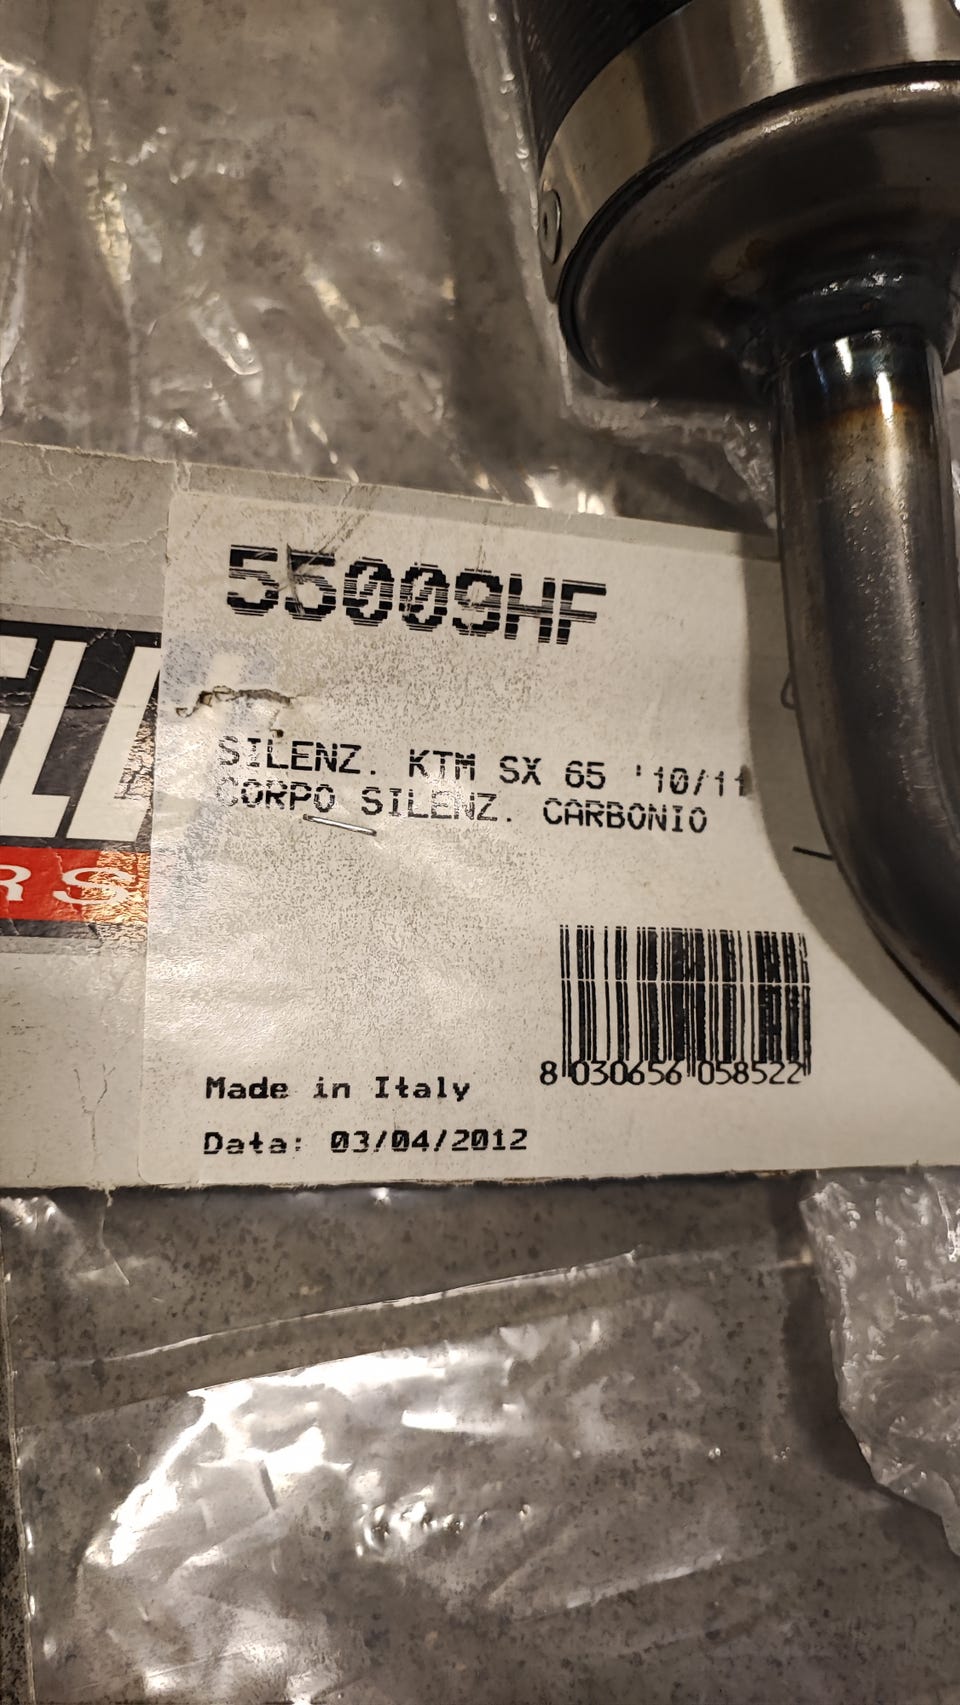 55009HF
SILENZ. KTM SX 65 '10/11
CORPO SILENZ. CARBONIO
8 030656 058522
Made in Italy
Data: 03/04/2012